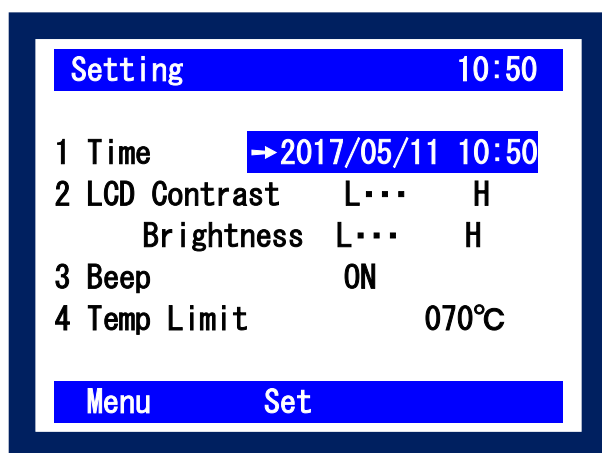 Setting 10:50
1 Time →2017/05/11 10:50
2 LCD Contrast L▪▪▪ H
Brightness L▪▪▪ H
3 Beep ON
4 Temp Limit 070℃
Menu Set